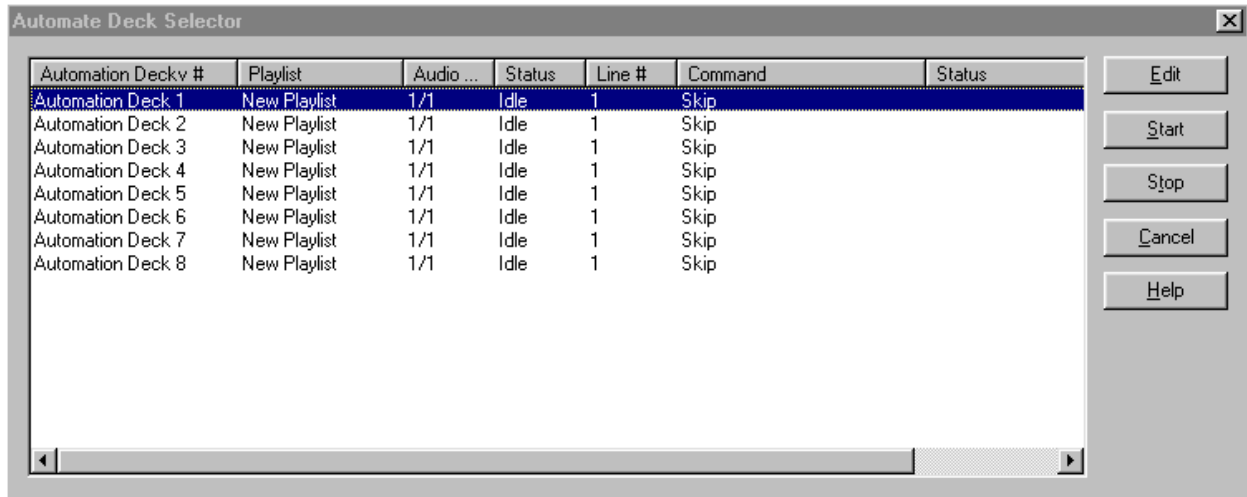 Automate Deck Selector
Automation Deckv # Playlist Audio ... Status Line # Command Status
Automation Deck 1 New Playlist 1/1 Idle 1 Skip
Automation Deck 2 New Playlist 1/1 Idle 1 Skip
Automation Deck 3 New Playlist 1/1 Idle 1 Skip
Automation Deck 4 New Playlist 1/1 Idle 1 Skip
Automation Deck 5 New Playlist 1/1 Idle 1 Skip
Automation Deck 6 New Playlist 1/1 Idle 1 Skip
Automation Deck 7 New Playlist 1/1 Idle 1 Skip
Automation Deck 8 New Playlist 1/1 Idle 1 Skip
Edit
Start
Stop
Cancel
Help